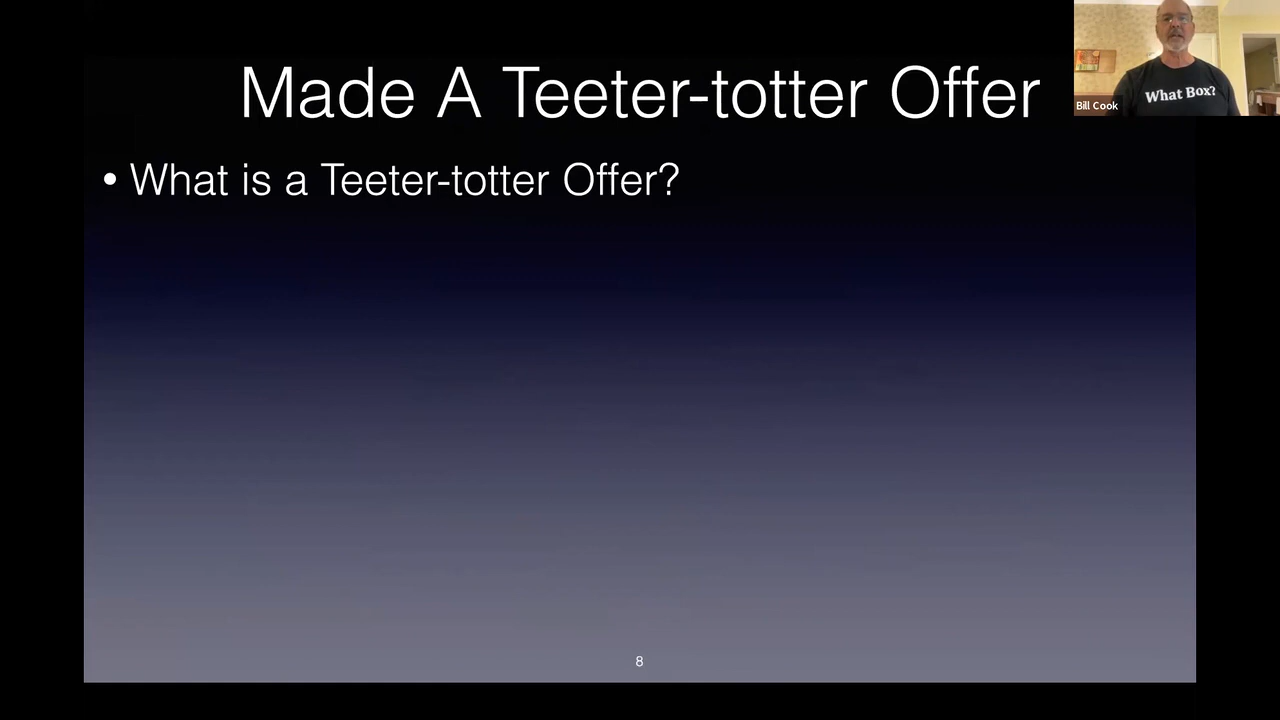 Made A Teeter-totter Offer
What Box?
Bill Cook
• What is a Teeter-totter Offer?
8